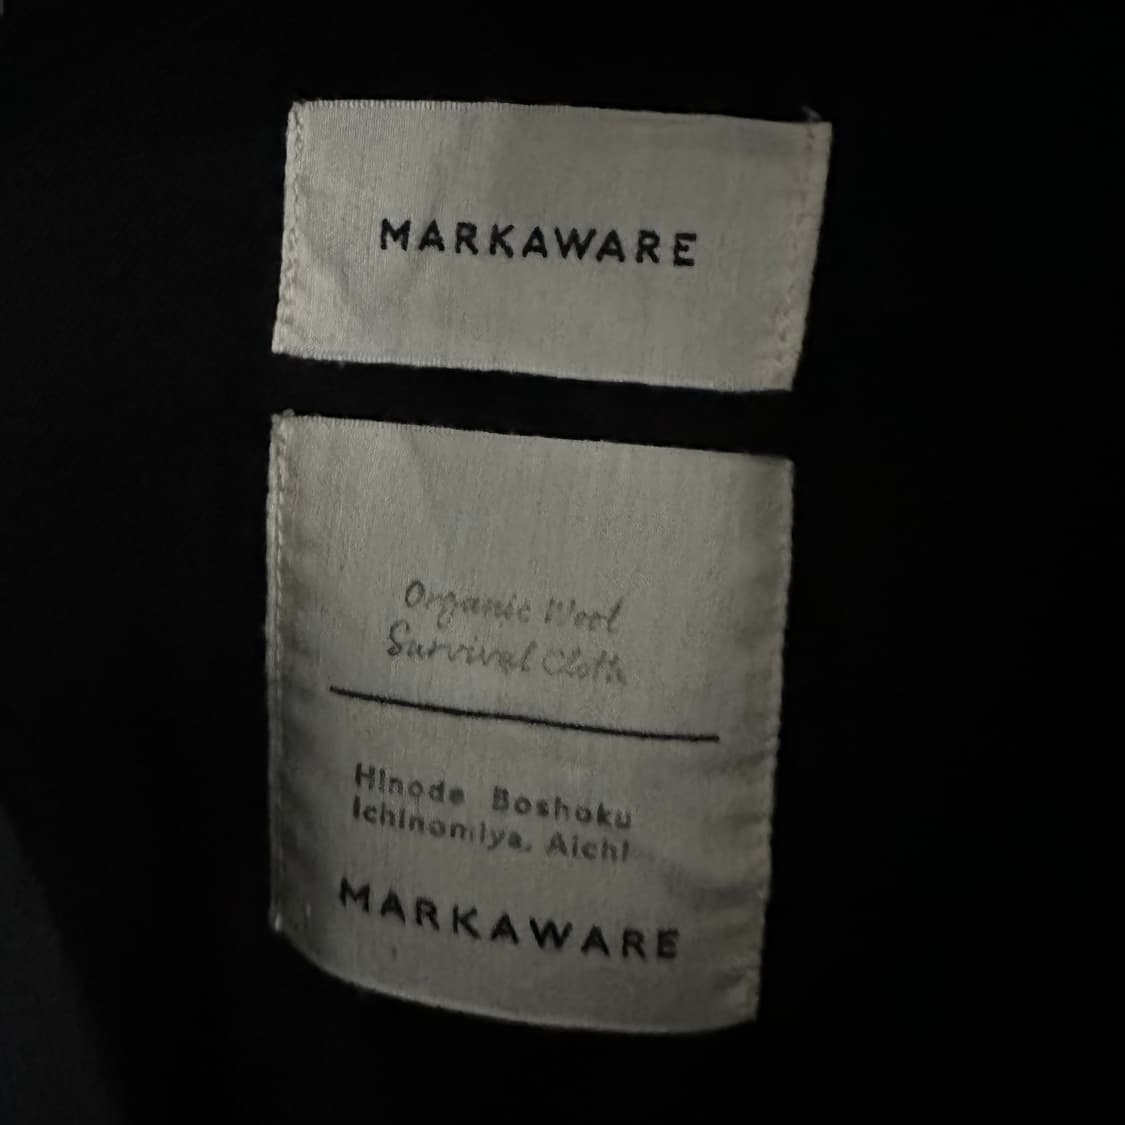 MARKAWARE
Organic Wool
Survival Cloth
Hinode Boshoku
Ichinomiya, Aichi
MARKAWARE